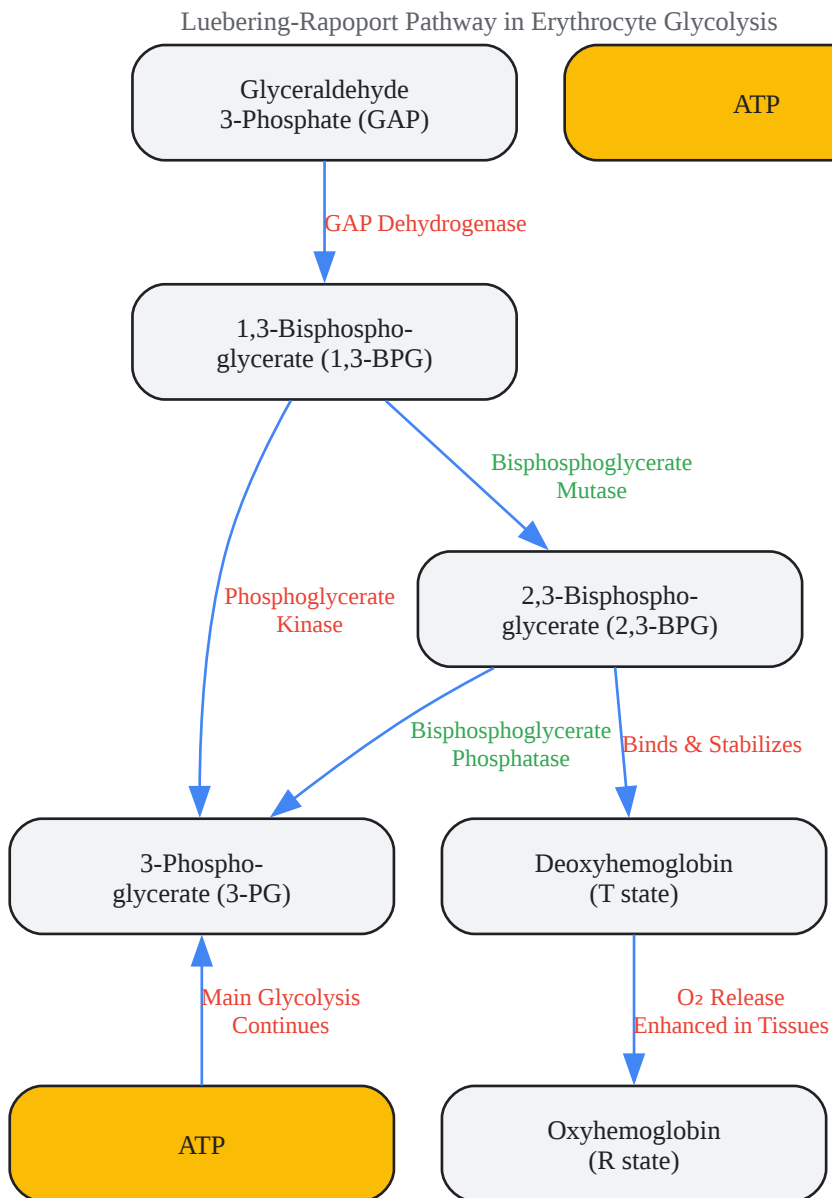 Luebering-Rapoport Pathway in Erythrocyte Glycolysis
Glyceraldehyde
3-Phosphate (GAP)
ATP
GAP Dehydrogenase
1,3-Bisphospho-
glycerate (1,3-BPG)
Bisphosphoglycerate
Mutase
Phosphoglycerate
Kinase
2,3-Bisphospho-
glycerate (2,3-BPG)
Bisphosphoglycerate
Phosphatase
Binds & Stabilizes
3-Phospho-
glycerate (3-PG)
Deoxyhemoglobin
(T state)
Main Glycolysis
Continues
O₂ Release
Enhanced in Tissues
ATP
Oxyhemoglobin
(R state)